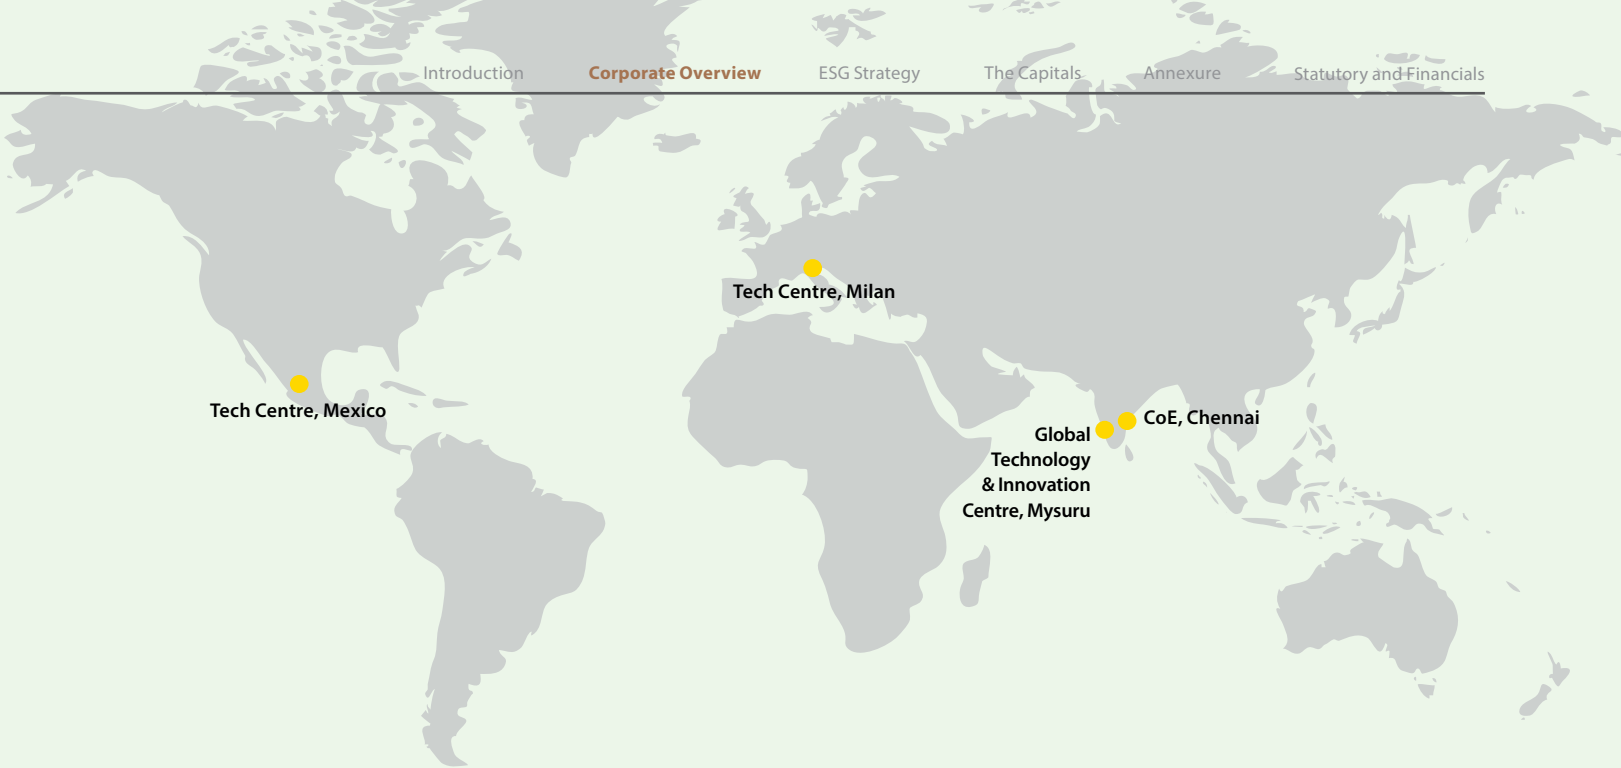 Introduction
Corporate Overview
ESG Strategy
The Capitals
Annexure
Statutory and Financials
Tech Centre, Milan
Tech Centre, Mexico
CoE, Chennai
Global
Technology
& Innovation
Centre, Mysuru